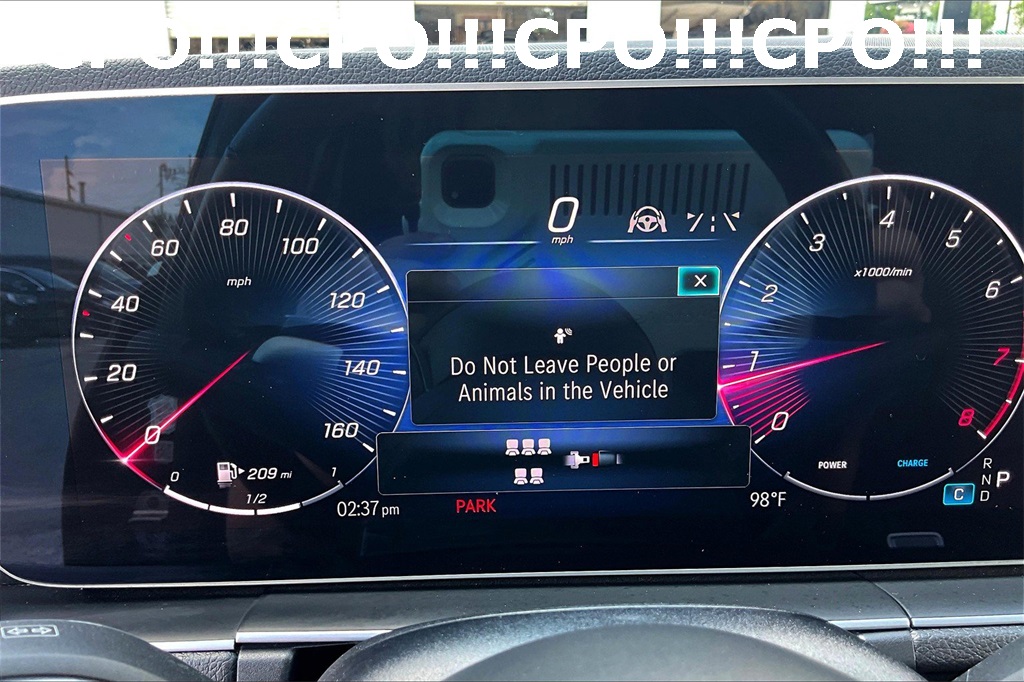 CPO!!!CPO!!!CPO!!!CPO!!!
0
mph
Do Not Leave People or
Animals in the Vehicle
0
20
40
60
80
100
120
140
160
mph
209 mi
0
1/2
1
02:37 pm
PARK
98°F
0
1
2
3
4
5
6
7
8
x1000/min
POWER
CHARGE
C
R
N
D
P